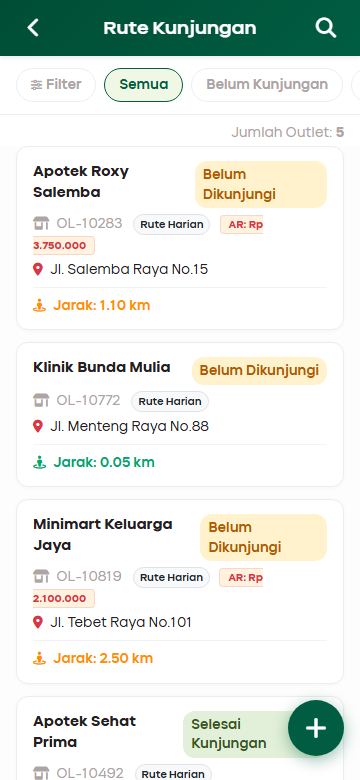 Rute Kunjungan
Filter
Semua
Belum Kunjungan
Jumlah Outlet: 5
Apotek Roxy
Salemba
Belum
Dikunjungi
OL-10283
Rute Harian
AR: Rp
3.750.000
Jl. Salemba Raya No.15
Jarak: 1.10 km
Klinik Bunda Mulia
Belum Dikunjungi
OL-10772
Rute Harian
Jl. Menteng Raya No.88
Jarak: 0.05 km
Minimart Keluarga
Jaya
Belum
Dikunjungi
OL-10819
Rute Harian
AR: Rp
2.100.000
Jl. Tebet Raya No.101
Jarak: 2.50 km
Apotek Sehat
Prima
Selesai
Kunjungan
OL-10492
Rute Harian